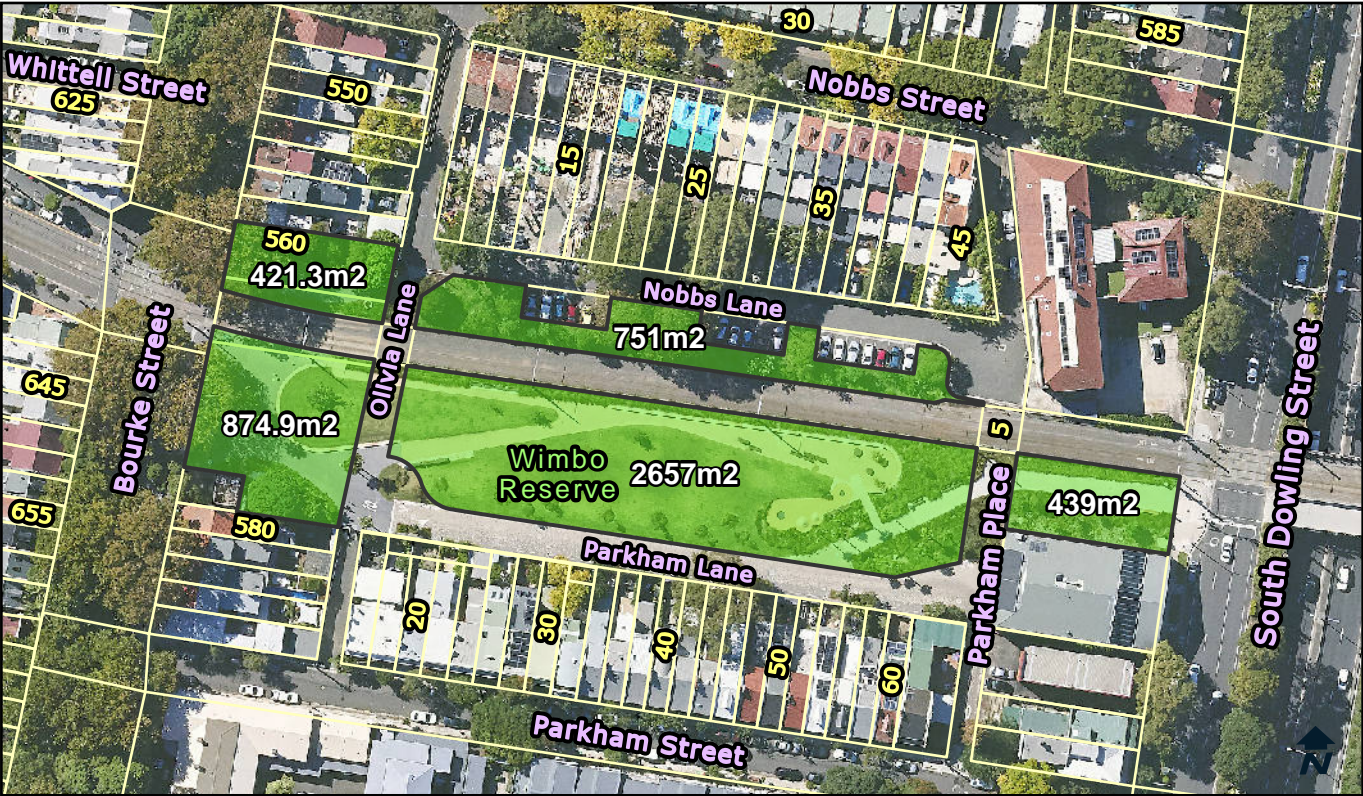 30
585
Whittell Street
625
550
Nobbs Street
15
25
35
45
560
421.3m2
Nobbs Lane
751m2
Olivia Lane
Bourke Street
645
874.9m2
Wimbo
Reserve
2657m2
5
439m2
South Dowling Street
655
580
Parkham Lane
Parkham Place
20
30
40
50
60
Parkham Street
N